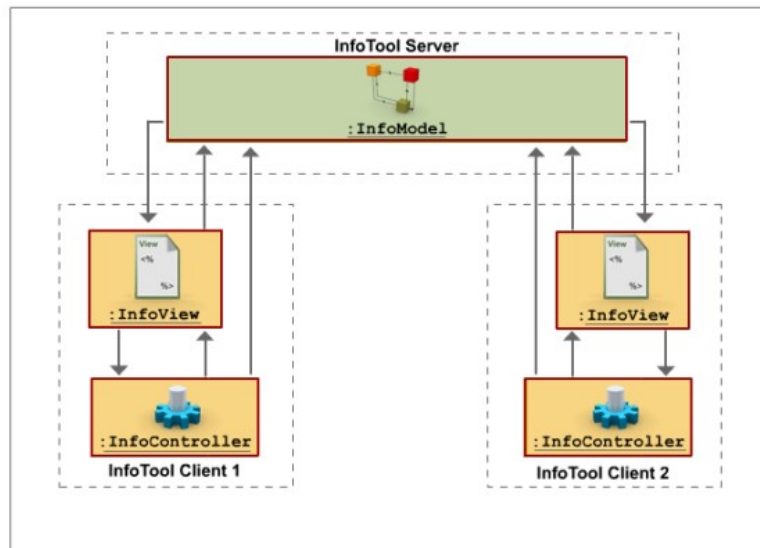 InfoTool Server
:InfoModel
View
<%
%>
:InfoView
View
<%
%>
:InfoView
:InfoController
InfoTool Client 1
:InfoController
InfoTool Client 2